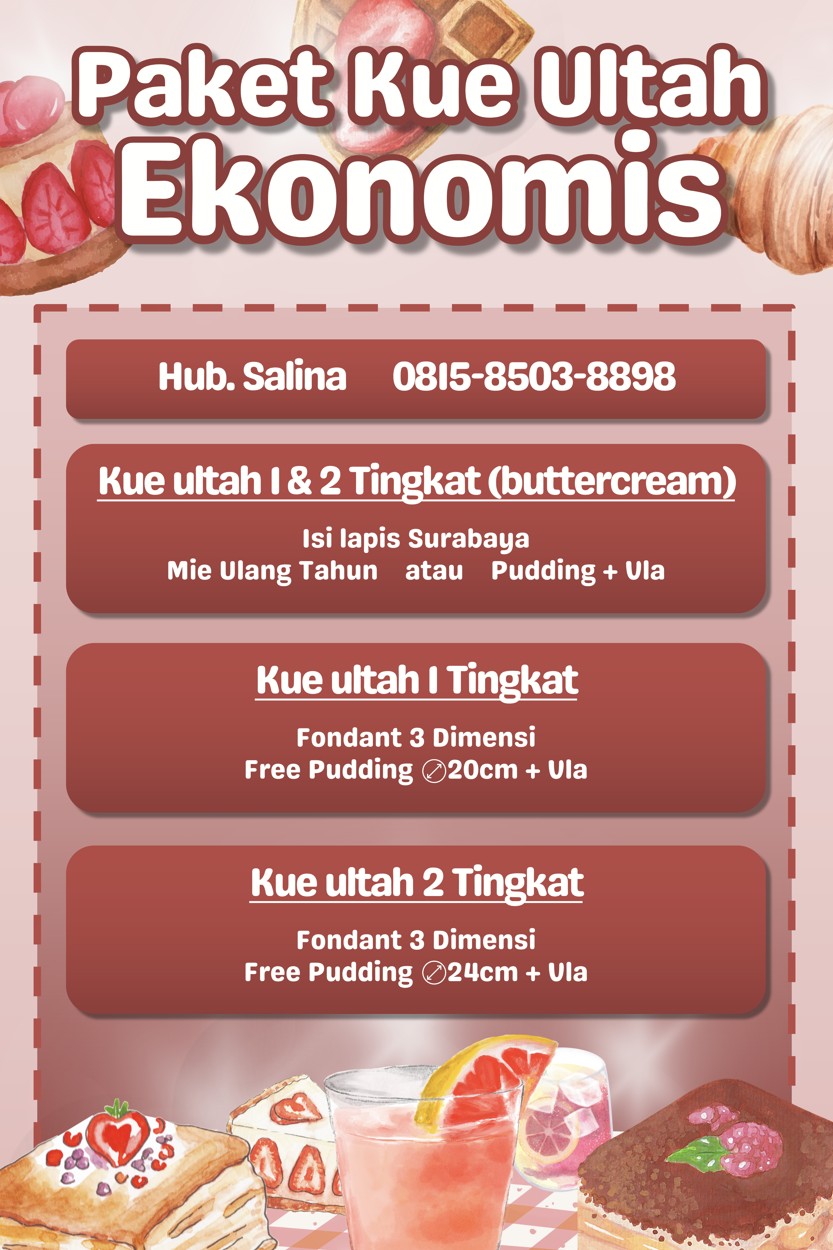 Paket Kue Ultah
Ekonomis
Hub. Salina 0815-8503-8898
Kue ultah 1 & 2 Tingkat (buttercream)
Isi lapis Surabaya
Mie Ulang Tahun atau Pudding + Vla
Kue ultah 1 Tingkat
Fondant 3 Dimensi
Free Pudding ⌀20cm + Vla
Kue ultah 2 Tingkat
Fondant 3 Dimensi
Free Pudding ⌀24cm + Vla